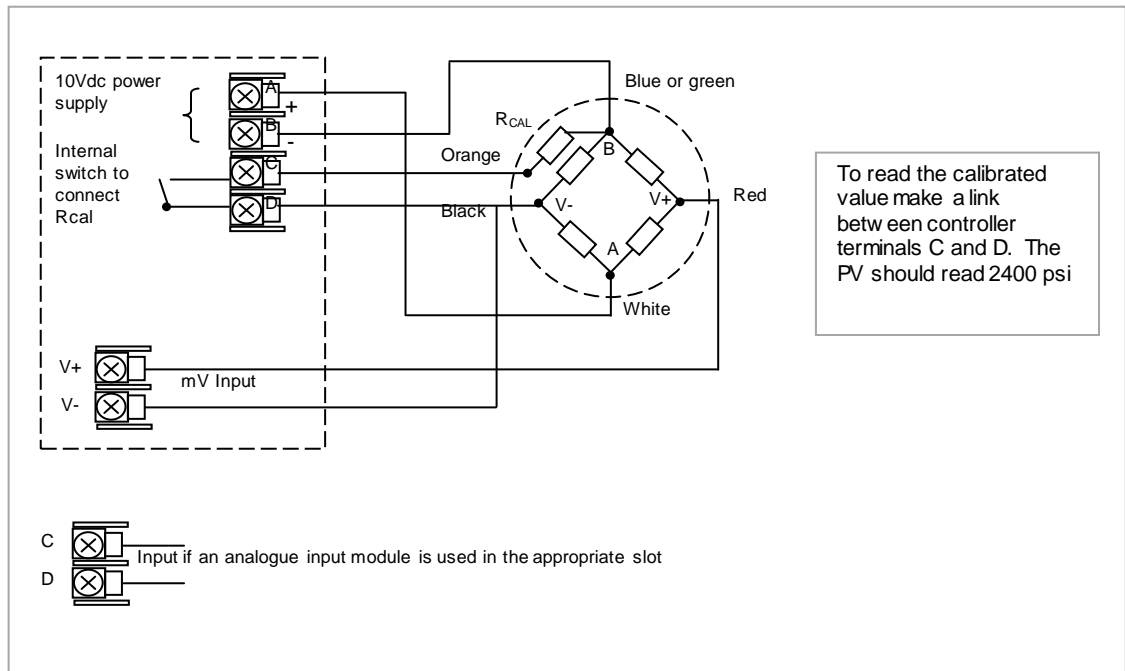 10Vdc power
supply
A
+
B
-
Internal
switch to
connect
Rcal
C
D
Orange
Black
RCAL
Blue or green
B
V-
V+
A
Red
White
To read the calibrated
value make a link
betw een controller
terminals C and D. The
PV should read 2400 psi
V+
mV Input
V-
C
Input if an analogue input module is used in the appropriate slot
D